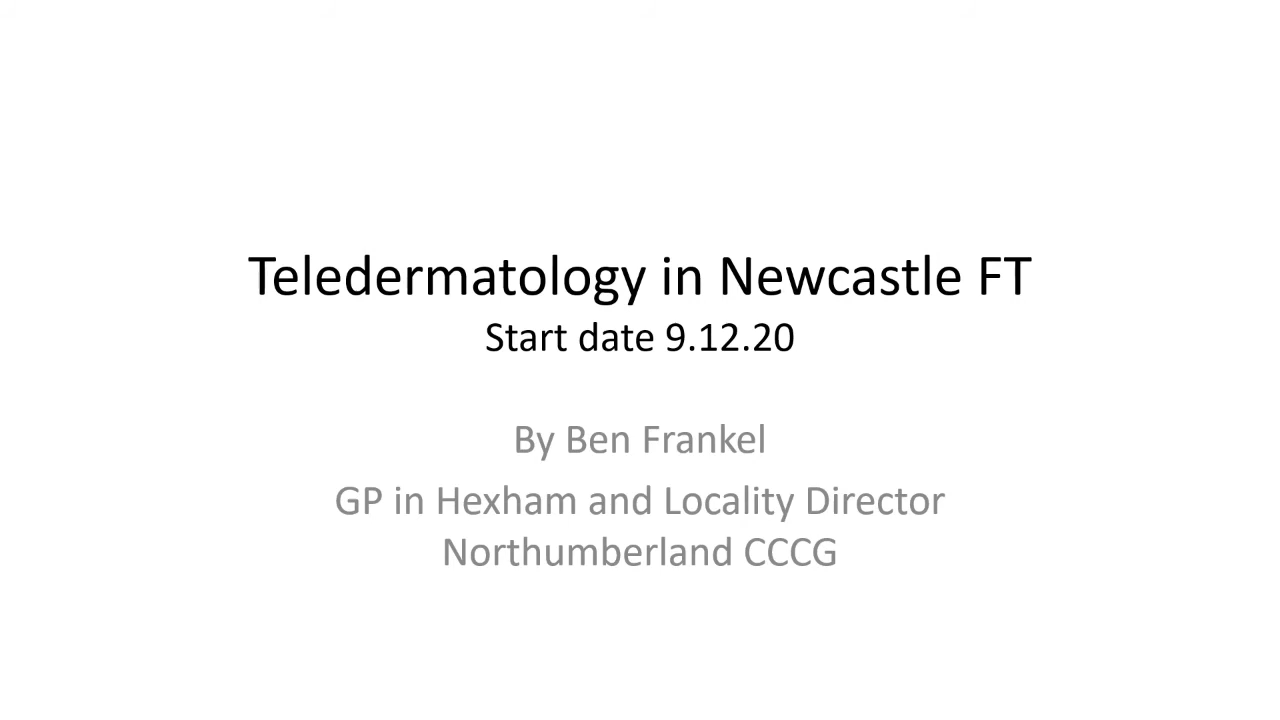 Teledermatology in Newcastle FT
Start date 9.12.20
By Ben Frankel
GP in Hexham and Locality Director
Northumberland CCCG